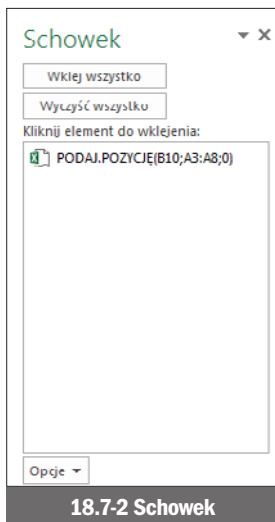 Schowek
Wklej wszystko
Wyczyść wszystko
Kliknij element do wklejenia:
PODAJ.POZYCJĘ(B10;A3:A8;0)
Opcje
18.7-2 Schowek